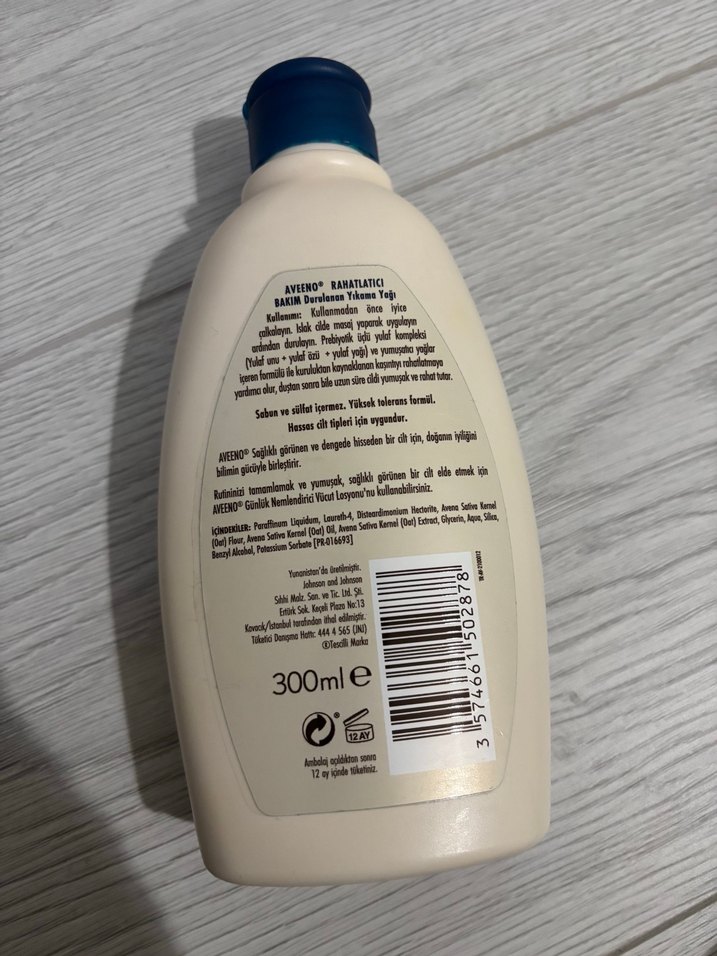 AVEENO® RAHATLATICI
BAKIM Durulanan Yıkama Yağı
Kullanımı: Kullanmadan önce iyice
çalkalayın. Islak cilde masaj yaparak uygulayın
ardından durulayın. Prebiyotik üçlü yulaf kompleksi
(Yulaf unu + yulaf özü + yulaf yağı) ve yumuşatıcı yağlar
içeren formülü ile kuruluktan kaynaklanan kaşıntıyı rahatlatmaya
yardımcı olur, duştan sonra bile uzun süre cildi yumuşak ve rahat tutar.
Sabun ve sülfat içermez. Yüksek tolerans formül.
Hassas cilt tipleri için uygundur.
AVEENO® Sağlıklı görünen ve dengede hisseden bir cilt için, doğanın iyiliğini
bilimin gücüyle birleştirir.
Rutininizi tamamlamak ve yumuşak, sağlıklı görünen bir cilt elde etmek için
AVEENO® Günlük Nemlendirici Vücut Losyonu'nu kullanabilirsiniz.
İÇİNDEKİLER: Paraffinum Liquidum, Laureth-4, Disteardimonium Hectorite, Avena Sativa Kernel
(Oat) Flour, Avena Sativa Kernel (Oat) Oil, Avena Sativa Kernel (Oat) Extract, Glycerin, Aqua, Silica,
Benzyl Alcohol, Potassium Sorbate [PR-016693]
Yunanistan'da üretilmiştir.
Johnson and Johnson
Sıhhi Malz. San. ve Tic. Ltd. Şti.
Ertürk Sok. Keçeli Plaza No:13
Kavacık/İstanbul tarafından ithal edilmiştir.
Tüketici Danışma Hattı: 444 4 565 (JNJ)
®Tescilli Marka
300ml e
®
12 AY
Ambalaj açıldıktan sonra
12 ay içinde tüketiniz.
3 574661 502878